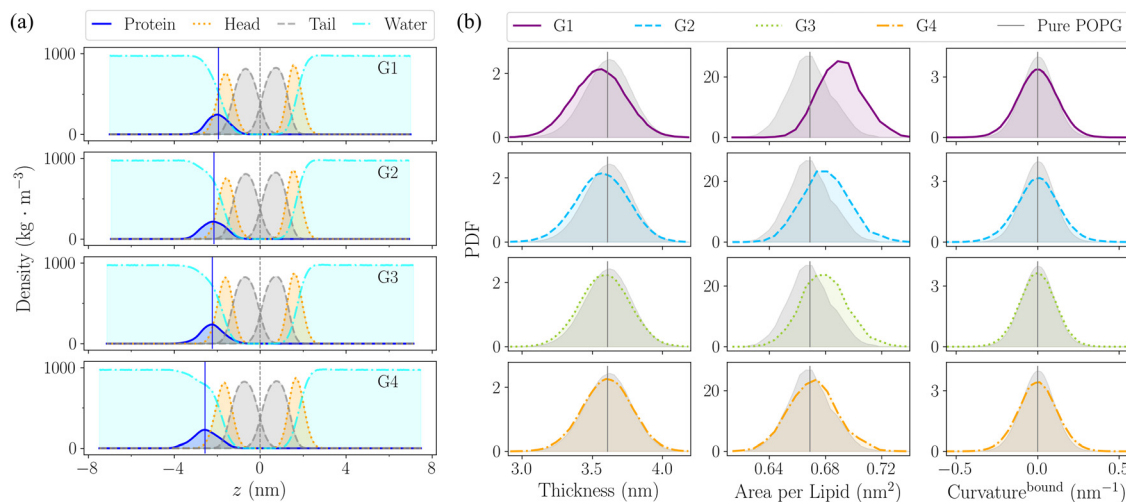 (a)
Protein Head Tail Water
1000
0
G1
1000
0
G2
1000
0
G3
1000
0
G4
Density (kg · m⁻³)
−8 −4 0 4 8
z (nm)
(b)
G1 G2 G3 G4 Pure POPG
2
0
20
0
3
0
2
0
20
0
3
0
2
0
20
0
3
0
2
0
20
0
3
0
PDF
3.0 3.5 4.0
0.64 0.68 0.72
−0.5 0.0 0.5
Thickness (nm)
Area per Lipid (nm²)
Curvatureᵇᵒᵘⁿᵈ (nm⁻¹)